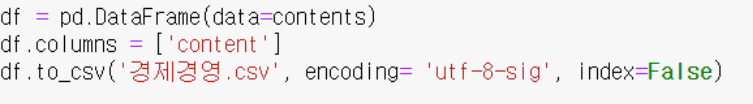 df = pd.DataFrame(data=contents)
df.columns = ['content']
df.to_csv('경제경영.csv', encoding= 'utf-8-sig', index=False)